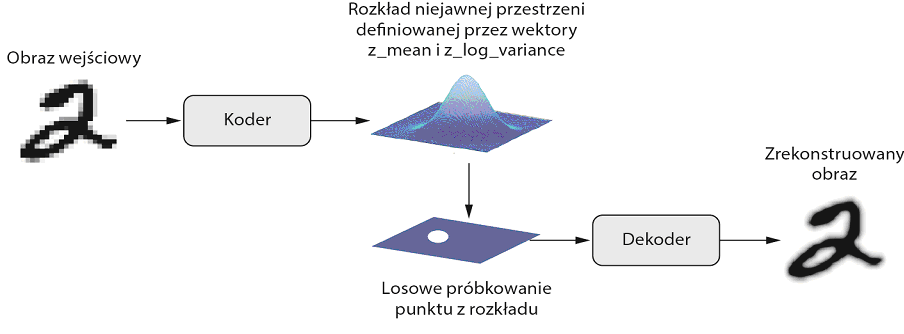 Obraz wejściowy
Koder
Rozkład niejawnej przestrzeni
definiowanej przez wektory
z_mean i z_log_variance
Losowe próbkowanie
punktu z rozkładu
Dekoder
Zrekonstruowany
obraz